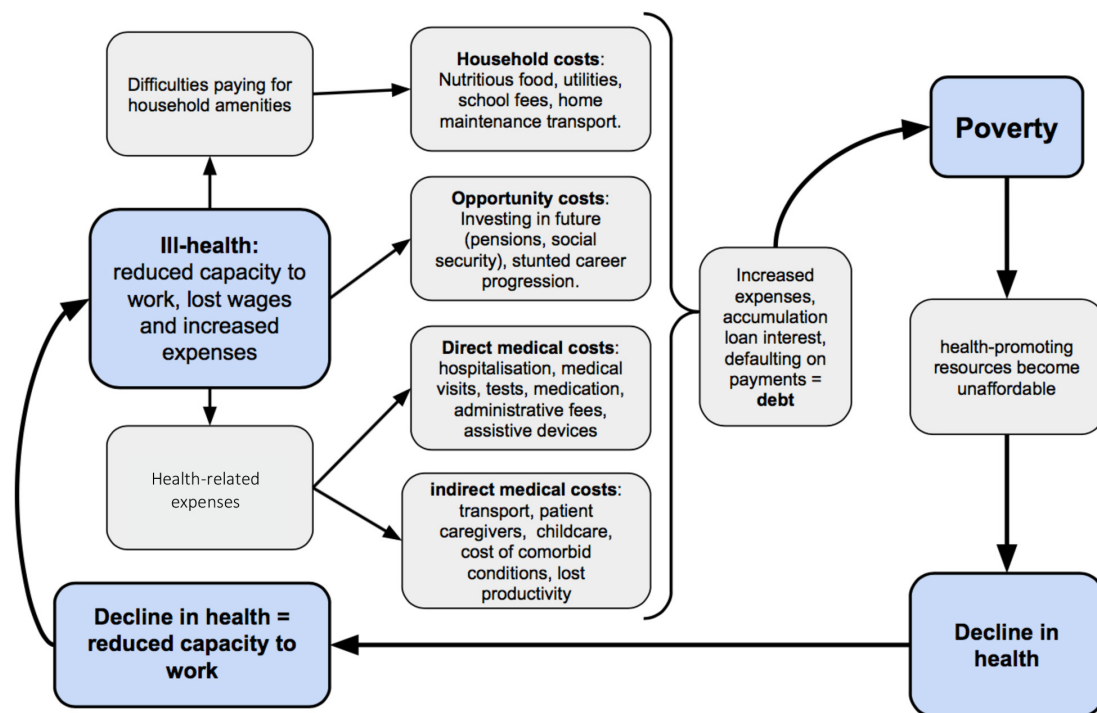 Difficulties paying for
household amenities
Household costs:
Nutritious food, utilities,
school fees, home
maintenance transport.
Poverty
Ill-health:
reduced capacity to
work, lost wages
and increased
expenses
Opportunity costs:
Investing in future
(pensions, social
security), stunted career
progression.
Increased
expenses,
accumulation
loan interest,
defaulting on
payments =
debt
health-promoting
resources become
unaffordable
Direct medical costs:
hospitalisation, medical
visits, tests, medication,
administrative fees,
assistive devices
Health-related
expenses
indirect medical costs:
transport, patient
caregivers, childcare,
cost of comorbid
conditions, lost
productivity
Decline in health =
reduced capacity to
work
Decline in
health